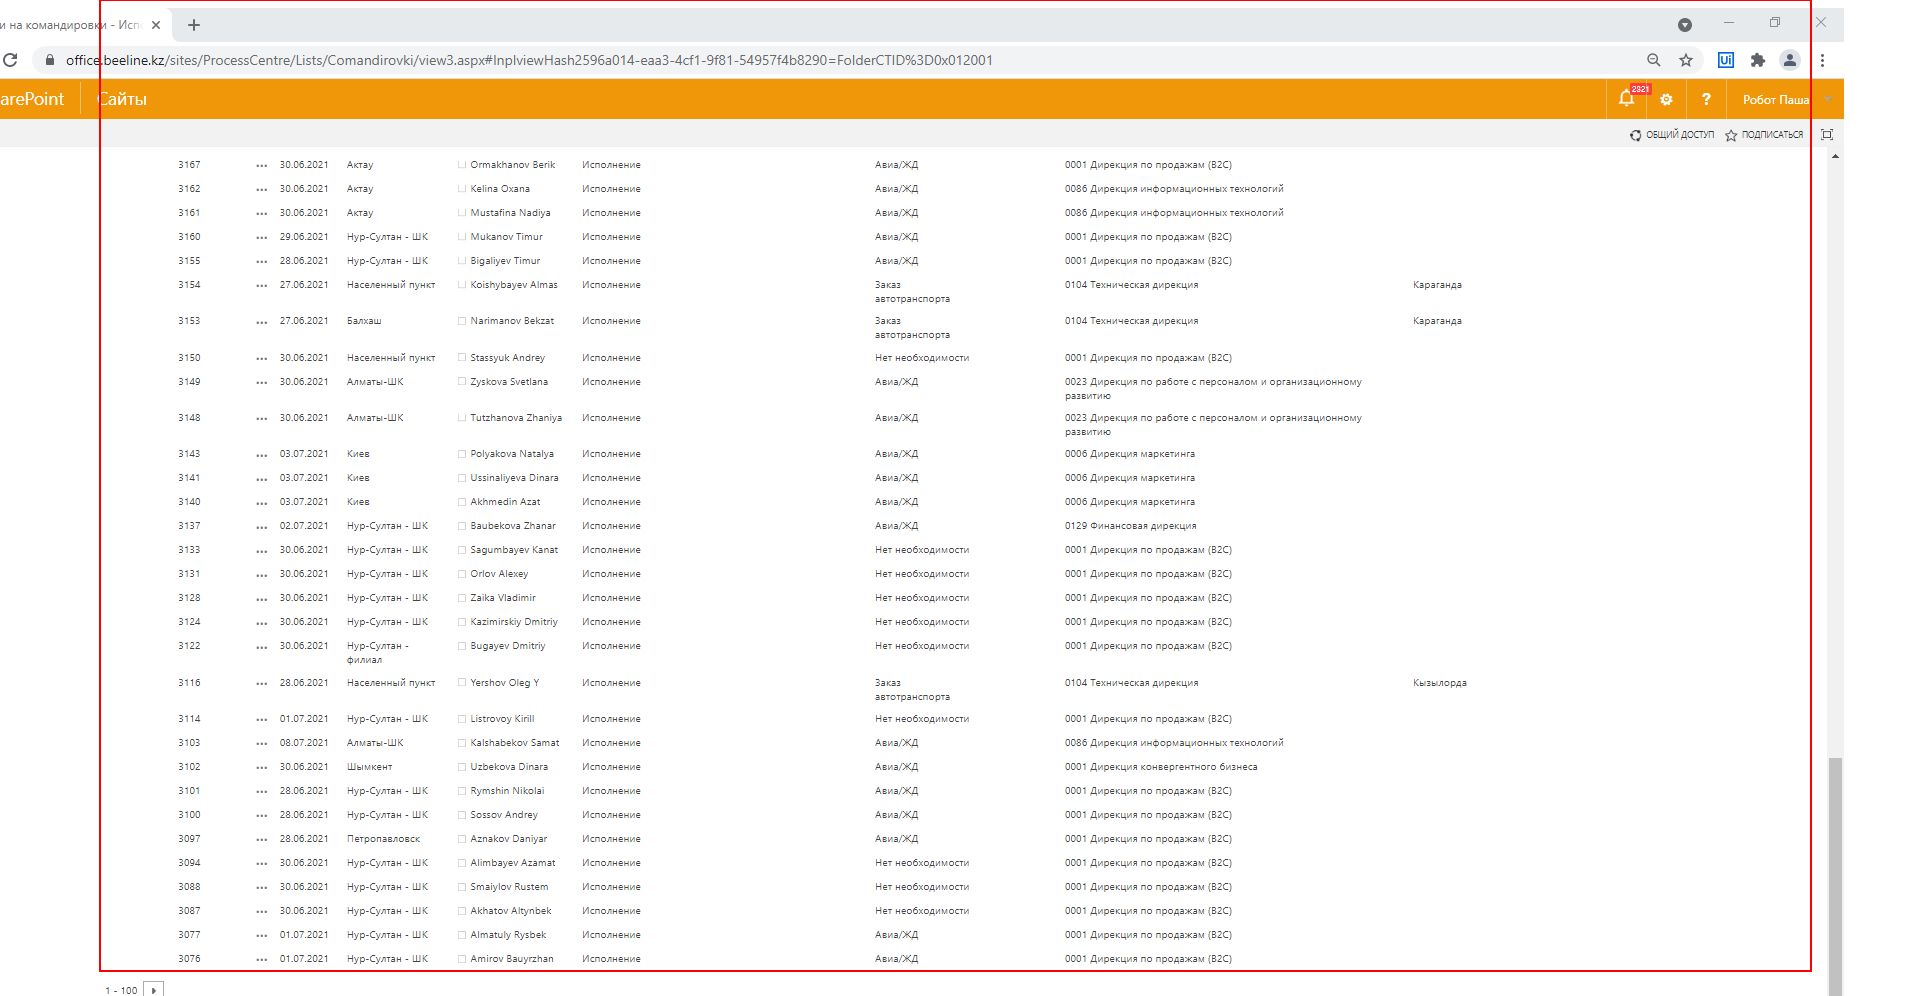 и на командировки - Исп
office.beeline.kz/sites/ProcessCentre/Lists/Comandirovki/view3.aspx#InplviewHash2596a014-eaa3-4cf1-9f81-54957f4b8290=FolderCTID%3D0x012001
arePoint Сайты 2321 ? Робот Паша
ОБЩИЙ ДОСТУП ПОДПИСАТЬСЯ
3167 ... 30.06.2021 Актау Ormakhanov Berik Исполнение Авиа/ЖД 0001 Дирекция по продажам (B2C)
3162 ... 30.06.2021 Актау Kelina Oxana Исполнение Авиа/ЖД 0086 Дирекция информационных технологий
3161 ... 30.06.2021 Актау Mustafina Nadiya Исполнение Авиа/ЖД 0086 Дирекция информационных технологий
3160 ... 29.06.2021 Нур-Султан - ШК Mukanov Timur Исполнение Авиа/ЖД 0001 Дирекция по продажам (B2C)
3155 ... 28.06.2021 Нур-Султан - ШК Bigaliyev Timur Исполнение Авиа/ЖД 0001 Дирекция по продажам (B2C)
3154 ... 27.06.2021 Населенный пункт Koishybayev Almas Исполнение Заказ 0104 Техническая дирекция Караганда
автотранспорта
3153 ... 27.06.2021 Балхаш Narimanov Bekzat Исполнение Заказ 0104 Техническая дирекция Караганда
автотранспорта
3150 ... 30.06.2021 Населенный пункт Stassyuk Andrey Исполнение Нет необходимости 0001 Дирекция по продажам (B2C)
3149 ... 30.06.2021 Алматы-ШК Zyskova Svetlana Исполнение Авиа/ЖД 0023 Дирекция по работе с персоналом и организационному
развитию
3148 ... 30.06.2021 Алматы-ШК Tutzhanova Zhaniya Исполнение Авиа/ЖД 0023 Дирекция по работе с персоналом и организационному
развитию
3143 ... 03.07.2021 Киев Polyakova Natalya Исполнение Авиа/ЖД 0006 Дирекция маркетинга
3141 ... 03.07.2021 Киев Ussinaliyeva Dinara Исполнение Авиа/ЖД 0006 Дирекция маркетинга
3140 ... 03.07.2021 Киев Akhmedin Azat Исполнение Авиа/ЖД 0006 Дирекция маркетинга
3137 ... 02.07.2021 Нур-Султан - ШК Baubekova Zhanar Исполнение Авиа/ЖД 0129 Финансовая дирекция
3133 ... 30.06.2021 Нур-Султан - ШК Sagumbayev Kanat Исполнение Нет необходимости 0001 Дирекция по продажам (B2C)
3131 ... 30.06.2021 Нур-Султан - ШК Orlov Alexey Исполнение Нет необходимости 0001 Дирекция по продажам (B2C)
3128 ... 30.06.2021 Нур-Султан - ШК Zaika Vladimir Исполнение Нет необходимости 0001 Дирекция по продажам (B2C)
3124 ... 30.06.2021 Нур-Султан - ШК Kazimirskiy Dmitriy Исполнение Нет необходимости 0001 Дирекция по продажам (B2C)
3122 ... 30.06.2021 Нур-Султан - Bugayev Dmitriy Исполнение Нет необходимости 0001 Дирекция по продажам (B2C)
филиал
3116 ... 28.06.2021 Населенный пункт Yershov Oleg Y Исполнение Заказ 0104 Техническая дирекция Кызылорда
автотранспорта
3114 ... 01.07.2021 Нур-Султан - ШК Listrovoy Kirill Исполнение Нет необходимости 0001 Дирекция по продажам (B2C)
3103 ... 08.07.2021 Алматы-ШК Kalshabekov Samat Исполнение Авиа/ЖД 0086 Дирекция информационных технологий
3102 ... 30.06.2021 Шымкент Uzbekova Dinara Исполнение Авиа/ЖД 0001 Дирекция конвергентного бизнеса
3101 ... 28.06.2021 Нур-Султан - ШК Rymshin Nikolai Исполнение Авиа/ЖД 0001 Дирекция по продажам (B2C)
3100 ... 28.06.2021 Нур-Султан - ШК Sossov Andrey Исполнение Авиа/ЖД 0001 Дирекция по продажам (B2C)
3097 ... 28.06.2021 Петропавловск Aznakov Daniyar Исполнение Авиа/ЖД 0001 Дирекция по продажам (B2C)
3094 ... 30.06.2021 Нур-Султан - ШК Alimbayev Azamat Исполнение Нет необходимости 0001 Дирекция по продажам (B2C)
3088 ... 30.06.2021 Нур-Султан - ШК Smaiylov Rustem Исполнение Нет необходимости 0001 Дирекция по продажам (B2C)
3087 ... 30.06.2021 Нур-Султан - ШК Akhatov Altynbek Исполнение Нет необходимости 0001 Дирекция по продажам (B2C)
3077 ... 01.07.2021 Нур-Султан - ШК Almatuly Rysbek Исполнение Авиа/ЖД 0001 Дирекция по продажам (B2C)
3076 ... 01.07.2021 Нур-Султан - ШК Amirov Bauyrzhan Исполнение Авиа/ЖД 0001 Дирекция по продажам (B2C)
1 - 100